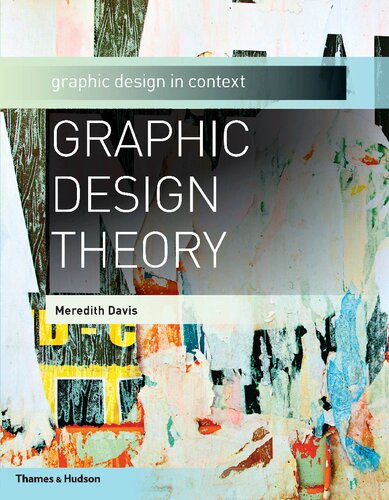 graphic design in context
GRAPHIC
DESIGN
THEORY
Meredith Davis
Thames & Hudson